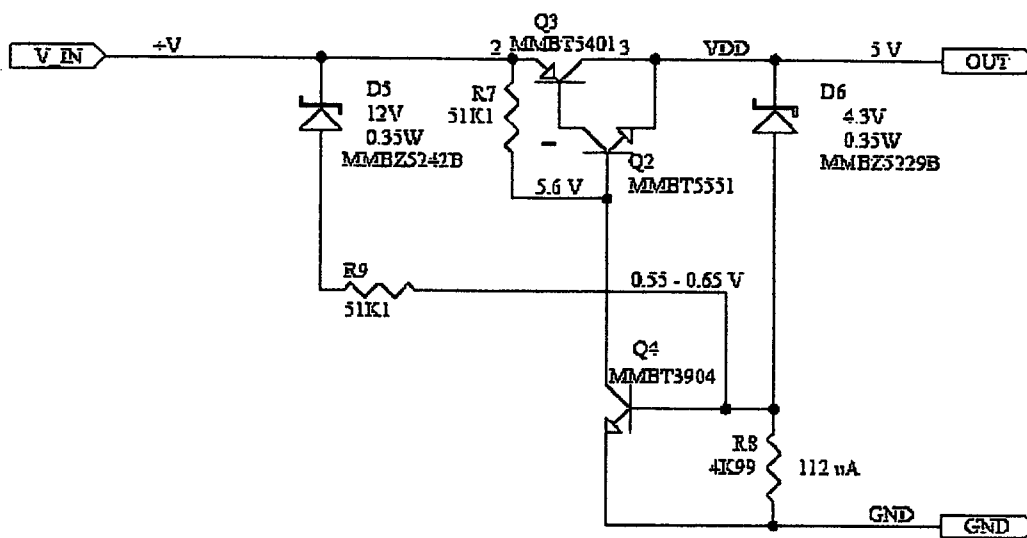 Q3
MMBT5401
V_IN
+V
2
3
VDD
5 V
OUT
D5
12V
0.35W
MMBZ5242B
R7
51K1
D6
4.3V
0.35W
MMBZ5229B
Q2
MMBT5551
5.6 V
R9
51K1
0.55 - 0.65 V
Q4
MMBT3904
R8
4K99
112 uA
GND
GND